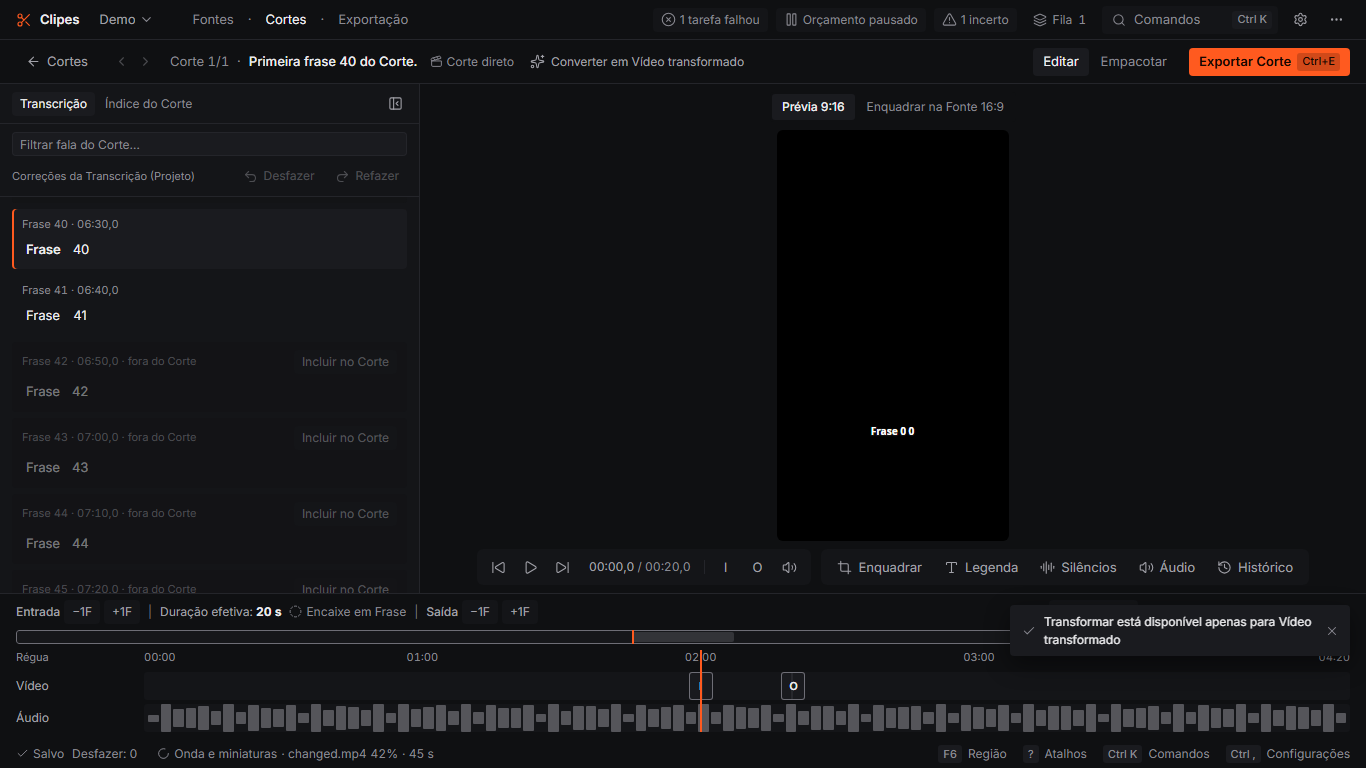 Clipes Demo Fontes · Cortes · Exportação 1 tarefa falhou Orçamento pausado 1 incerto Fila 1 Comandos Ctrl K
Cortes Corte 1/1 · Primeira frase 40 do Corte. Corte direto Converter em Vídeo transformado Editar Empacotar Exportar Corte Ctrl+E
Transcrição Índice do Corte
Filtrar fala do Corte...
Correções da Transcrição (Projeto) Desfazer Refazer
Frase 40 · 06:30,0
Frase 40
Frase 41 · 06:40,0
Frase 41
Frase 42 · 06:50,0 · fora do Corte Incluir no Corte
Frase 42
Frase 43 · 07:00,0 · fora do Corte Incluir no Corte
Frase 43
Frase 44 · 07:10,0 · fora do Corte Incluir no Corte
Frase 44
Frase 45 · 07:20,0 · fora do Corte Incluir no Corte
Prévia 9:16 Enquadrar na Fonte 16:9
Frase 0 0
00:00,0 / 00:20,0 I O Enquadrar Legenda Silêncios Áudio Histórico
Entrada −1F +1F Duração efetiva: 20 s Encaixe em Frase Saída −1F +1F
Transformar está disponível apenas para Vídeo
transformado
Régua 00:00 01:00 02:00 03:00 04:20
Vídeo O
Áudio
Salvo Desfazer: 0 Onda e miniaturas · changed.mp4 42% · 45 s F6 Região ? Atalhos Ctrl K Comandos Ctrl , Configurações